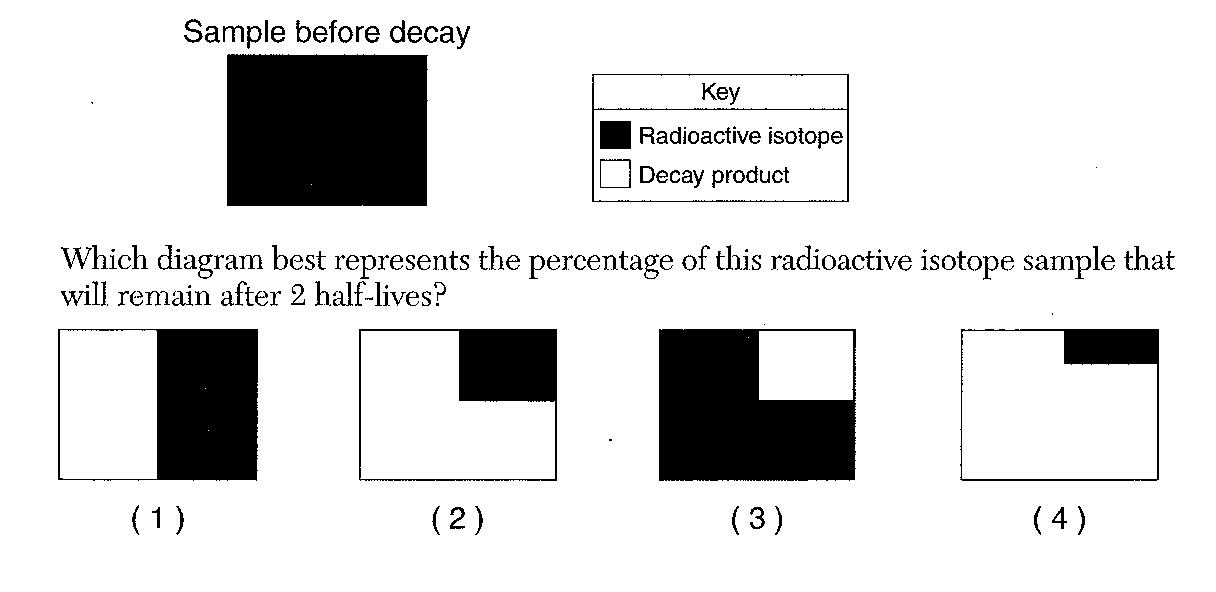 Sample before decay
Key
Radioactive isotope
Decay product
Which diagram best represents the percentage of this radioactive isotope sample that
will remain after 2 half-lives?
( 1 )
( 2 )
( 3 )
( 4 )